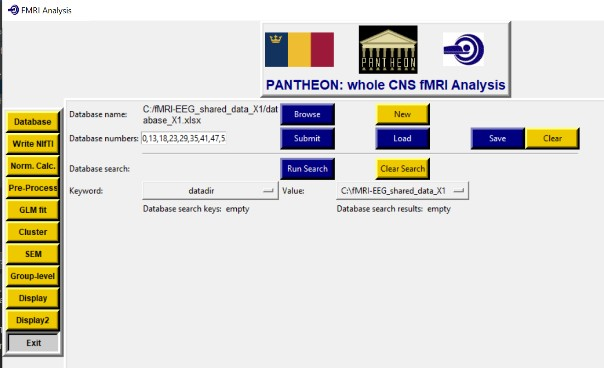 FMRI Analysis
PANTHEON
PANTHEON: whole CNS fMRI Analysis
Database
Write NIfTI
Norm. Calc.
Pre-Process
GLM fit
Cluster
SEM
Group-level
Display
Display2
Exit
Database name: C:/fMRI-EEG_shared_data_X1/dat
abase_X1.xlsx Browse New
Database numbers: 0,13,18,23,29,35,41,47,5 Submit Load Save Clear
Database search: Run Search Clear Search
Keyword: datadir Value: C:\fMRI-EEG_shared_data_X1
Database search keys: empty Database search results: empty